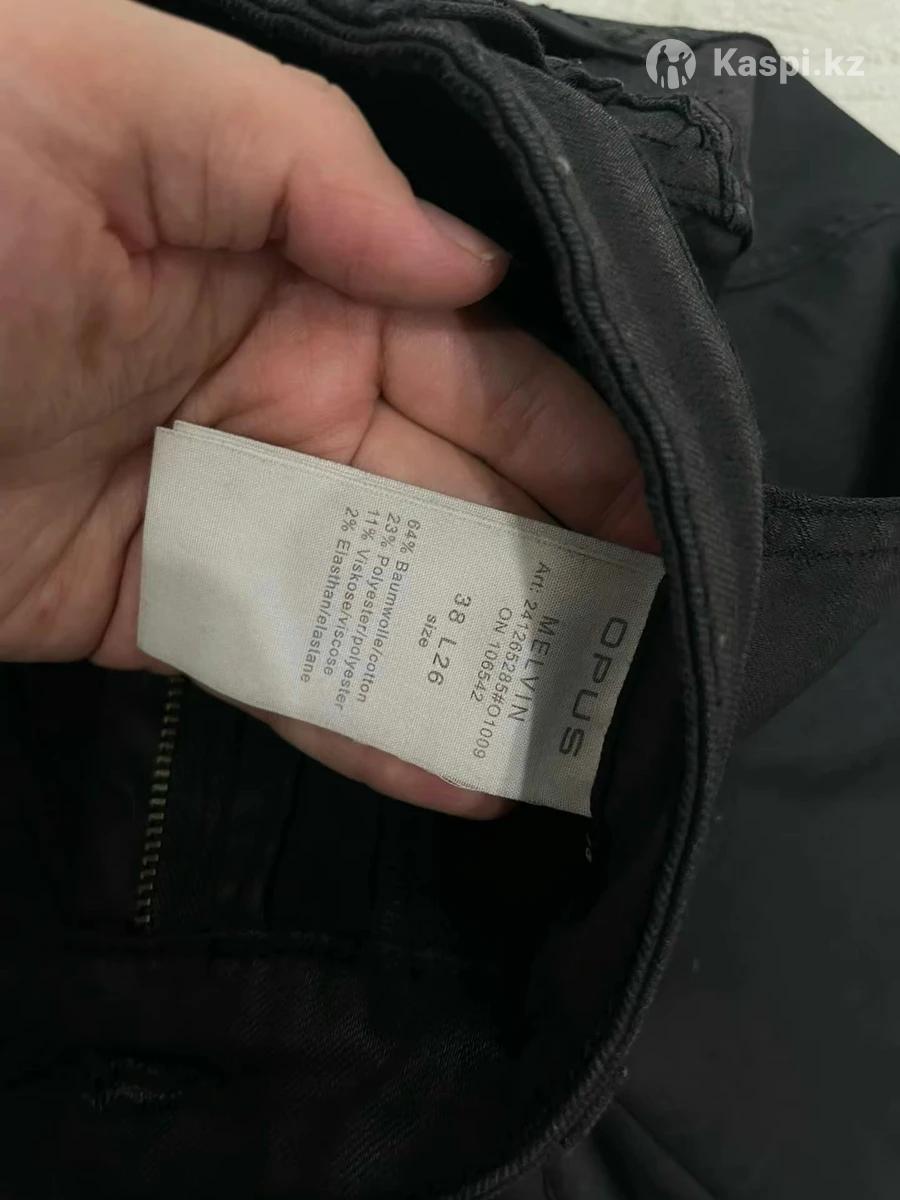 Kaspi.kz
OPUS
MELVIN
Art: 241265285#O1009
ON 106542
38 L26
size
64% Baumwolle/cotton
23% Polyester/polyester
11% Viskose/viscose
2% Elasthan/elastane